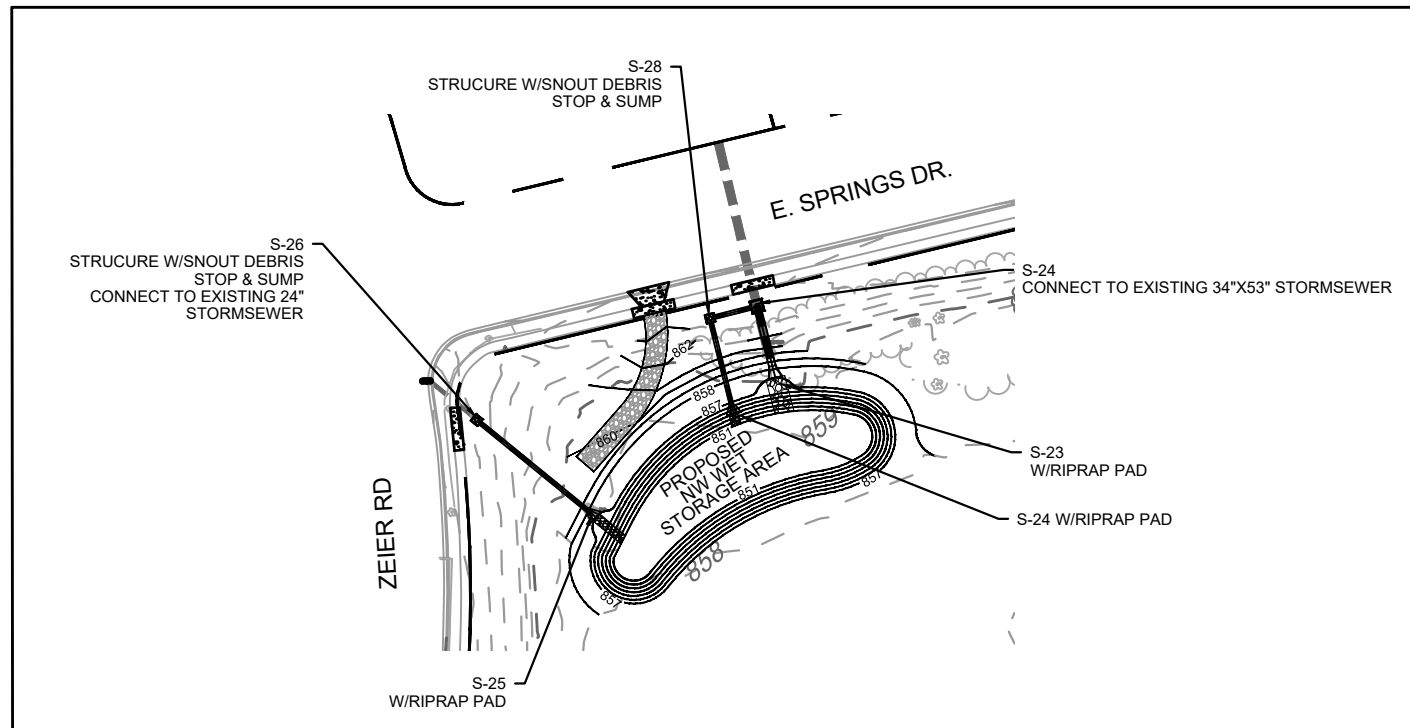 S-28
STRUCURE W/SNOUT DEBRIS
STOP & SUMP
E. SPRINGS DR.
S-26
STRUCURE W/SNOUT DEBRIS
STOP & SUMP
CONNECT TO EXISTING 24"
STORMSEWER
S-24
CONNECT TO EXISTING 34"X53" STORMSEWER
862
858
857
860
851
859
PROPOSED
NW WET
STORAGE AREA
851
857
S-23
W/RIPRAP PAD
S-24 W/RIPRAP PAD
ZEIER RD
858
857
S-25
W/RIPRAP PAD